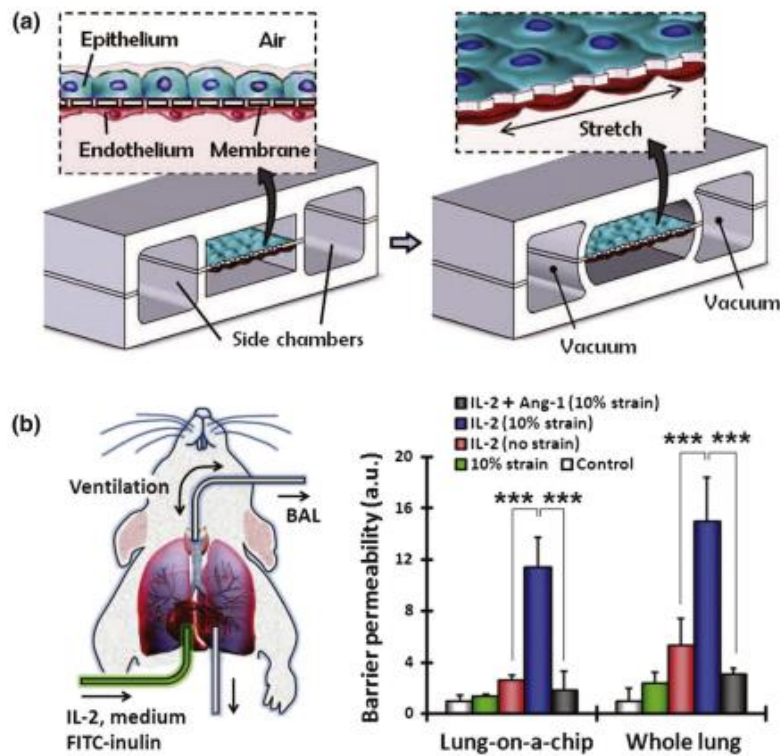 (a)
Epithelium
Air
Endothelium
Membrane
Stretch
Side chambers
Vacuum
Vacuum
(b)
Ventilation
BAL
IL-2, medium
FITC-inulin
IL-2 + Ang-1 (10% strain)
IL-2 (10% strain)
IL-2 (no strain)
10% strain
Control
*** ***
*** ***
Barrier permeability (a.u.)
20
16
12
8
4
0
Lung-on-a-chip
Whole lung